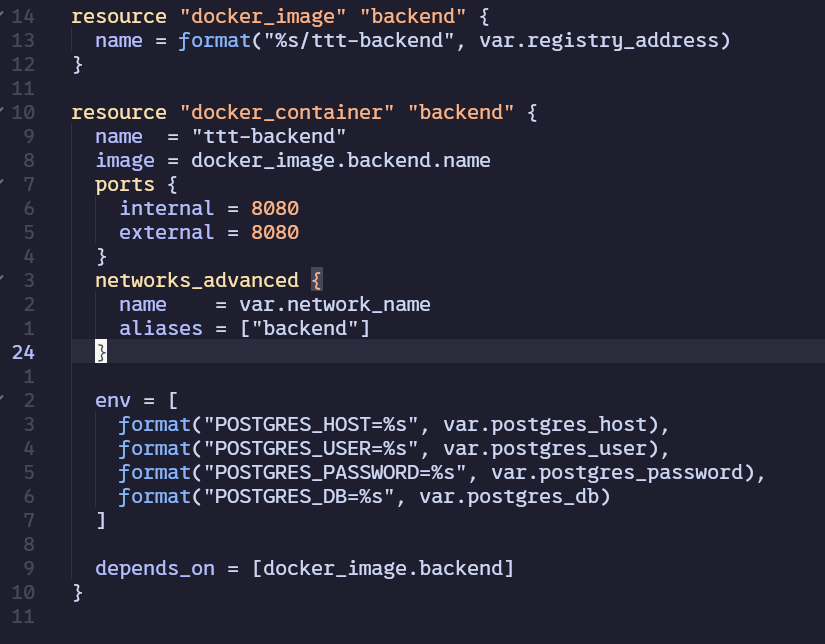 14 resource "docker_image" "backend" {
13   name = format("%s/ttt-backend", var.registry_address)
12 }
11
10 resource "docker_container" "backend" {
9   name  = "ttt-backend"
8   image = docker_image.backend.name
7   ports {
6     internal = 8080
5     external = 8080
4   }
3   networks_advanced {
2     name    = var.network_name
1     aliases = ["backend"]
24   }
1
2   env = [
3     format("POSTGRES_HOST=%s", var.postgres_host),
4     format("POSTGRES_USER=%s", var.postgres_user),
5     format("POSTGRES_PASSWORD=%s", var.postgres_password),
6     format("POSTGRES_DB=%s", var.postgres_db)
7   ]
8
9   depends_on = [docker_image.backend]
10 }
11